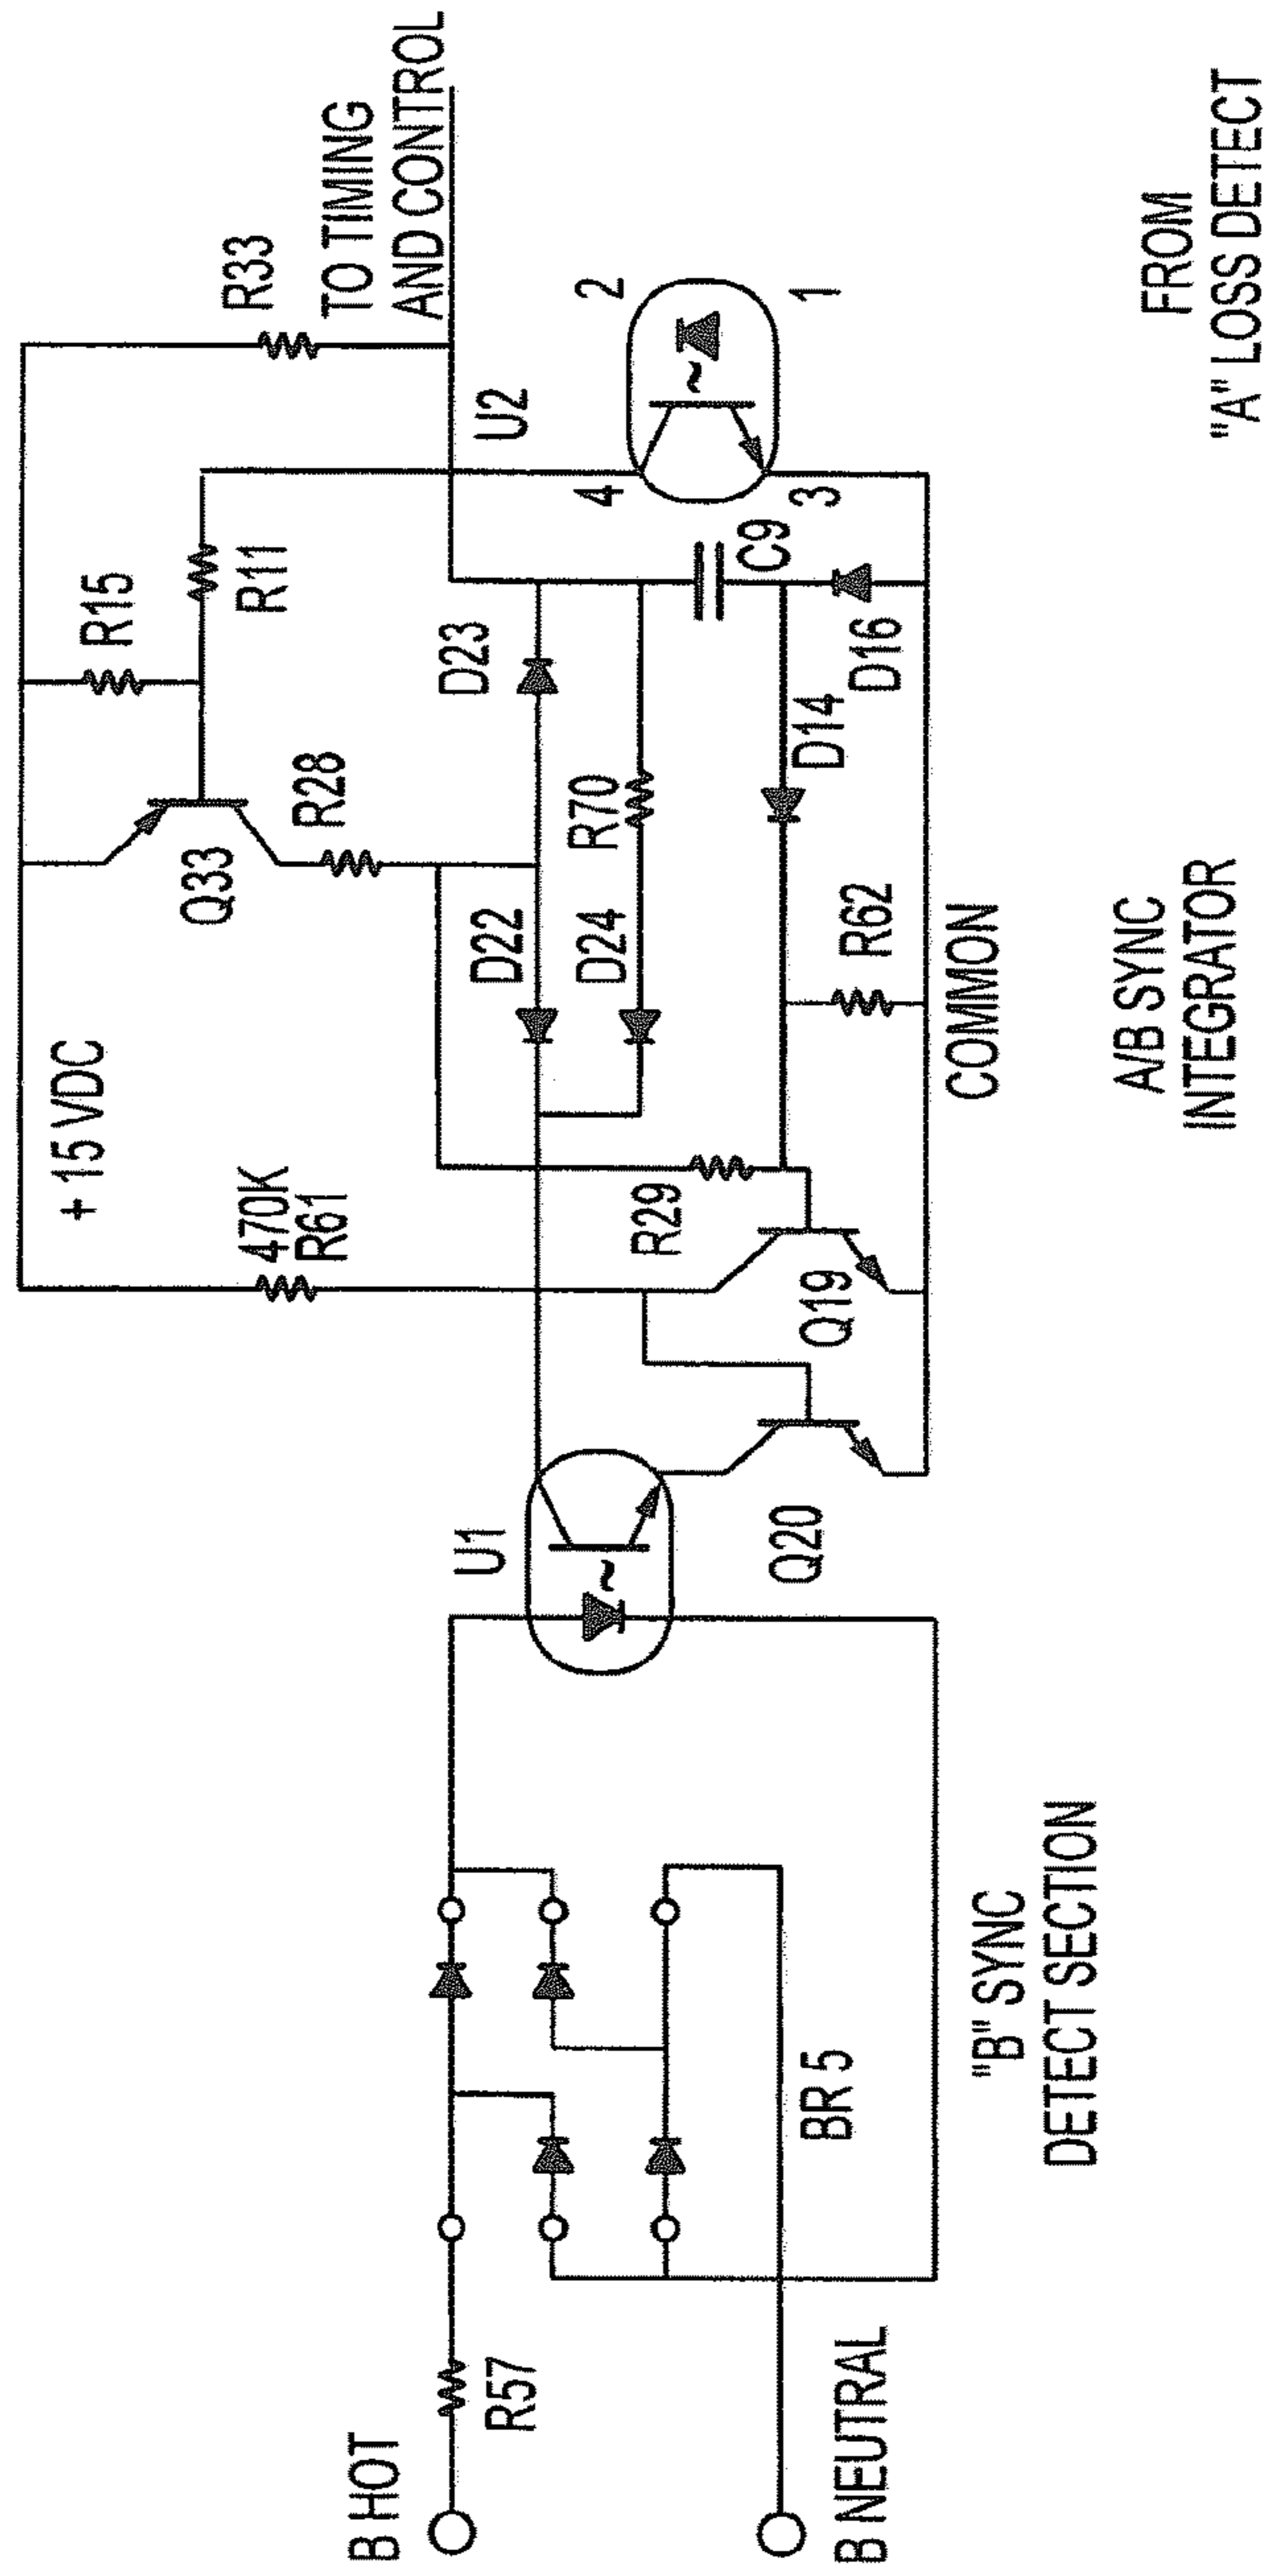 + 15 VDC
470K
R61
R15
R33
Q33
R28
R11
TO TIMING
AND CONTROL
D22
D23
U2
D24
R70
4
2
R29
C9
3
1
D14
R62
D16
U1
Q19
Q20
COMMON
B HOT
R57
BR 5
B NEUTRAL
"B" SYNC
DETECT SECTION
A/B SYNC
INTEGRATOR
FROM
"A" LOSS DETECT